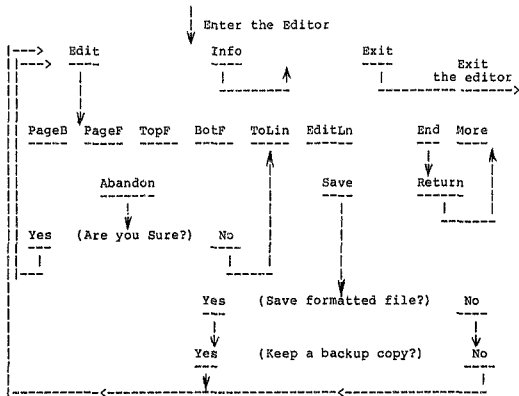 Enter the Editor
Edit Info Exit
Exit
the editor
PageB PageF TopF BotF ToLin EditLn End More
Abandon Save Return
Yes (Are you Sure?) No
Yes (Save formatted file?) No
Yes (Keep a backup copy?) No